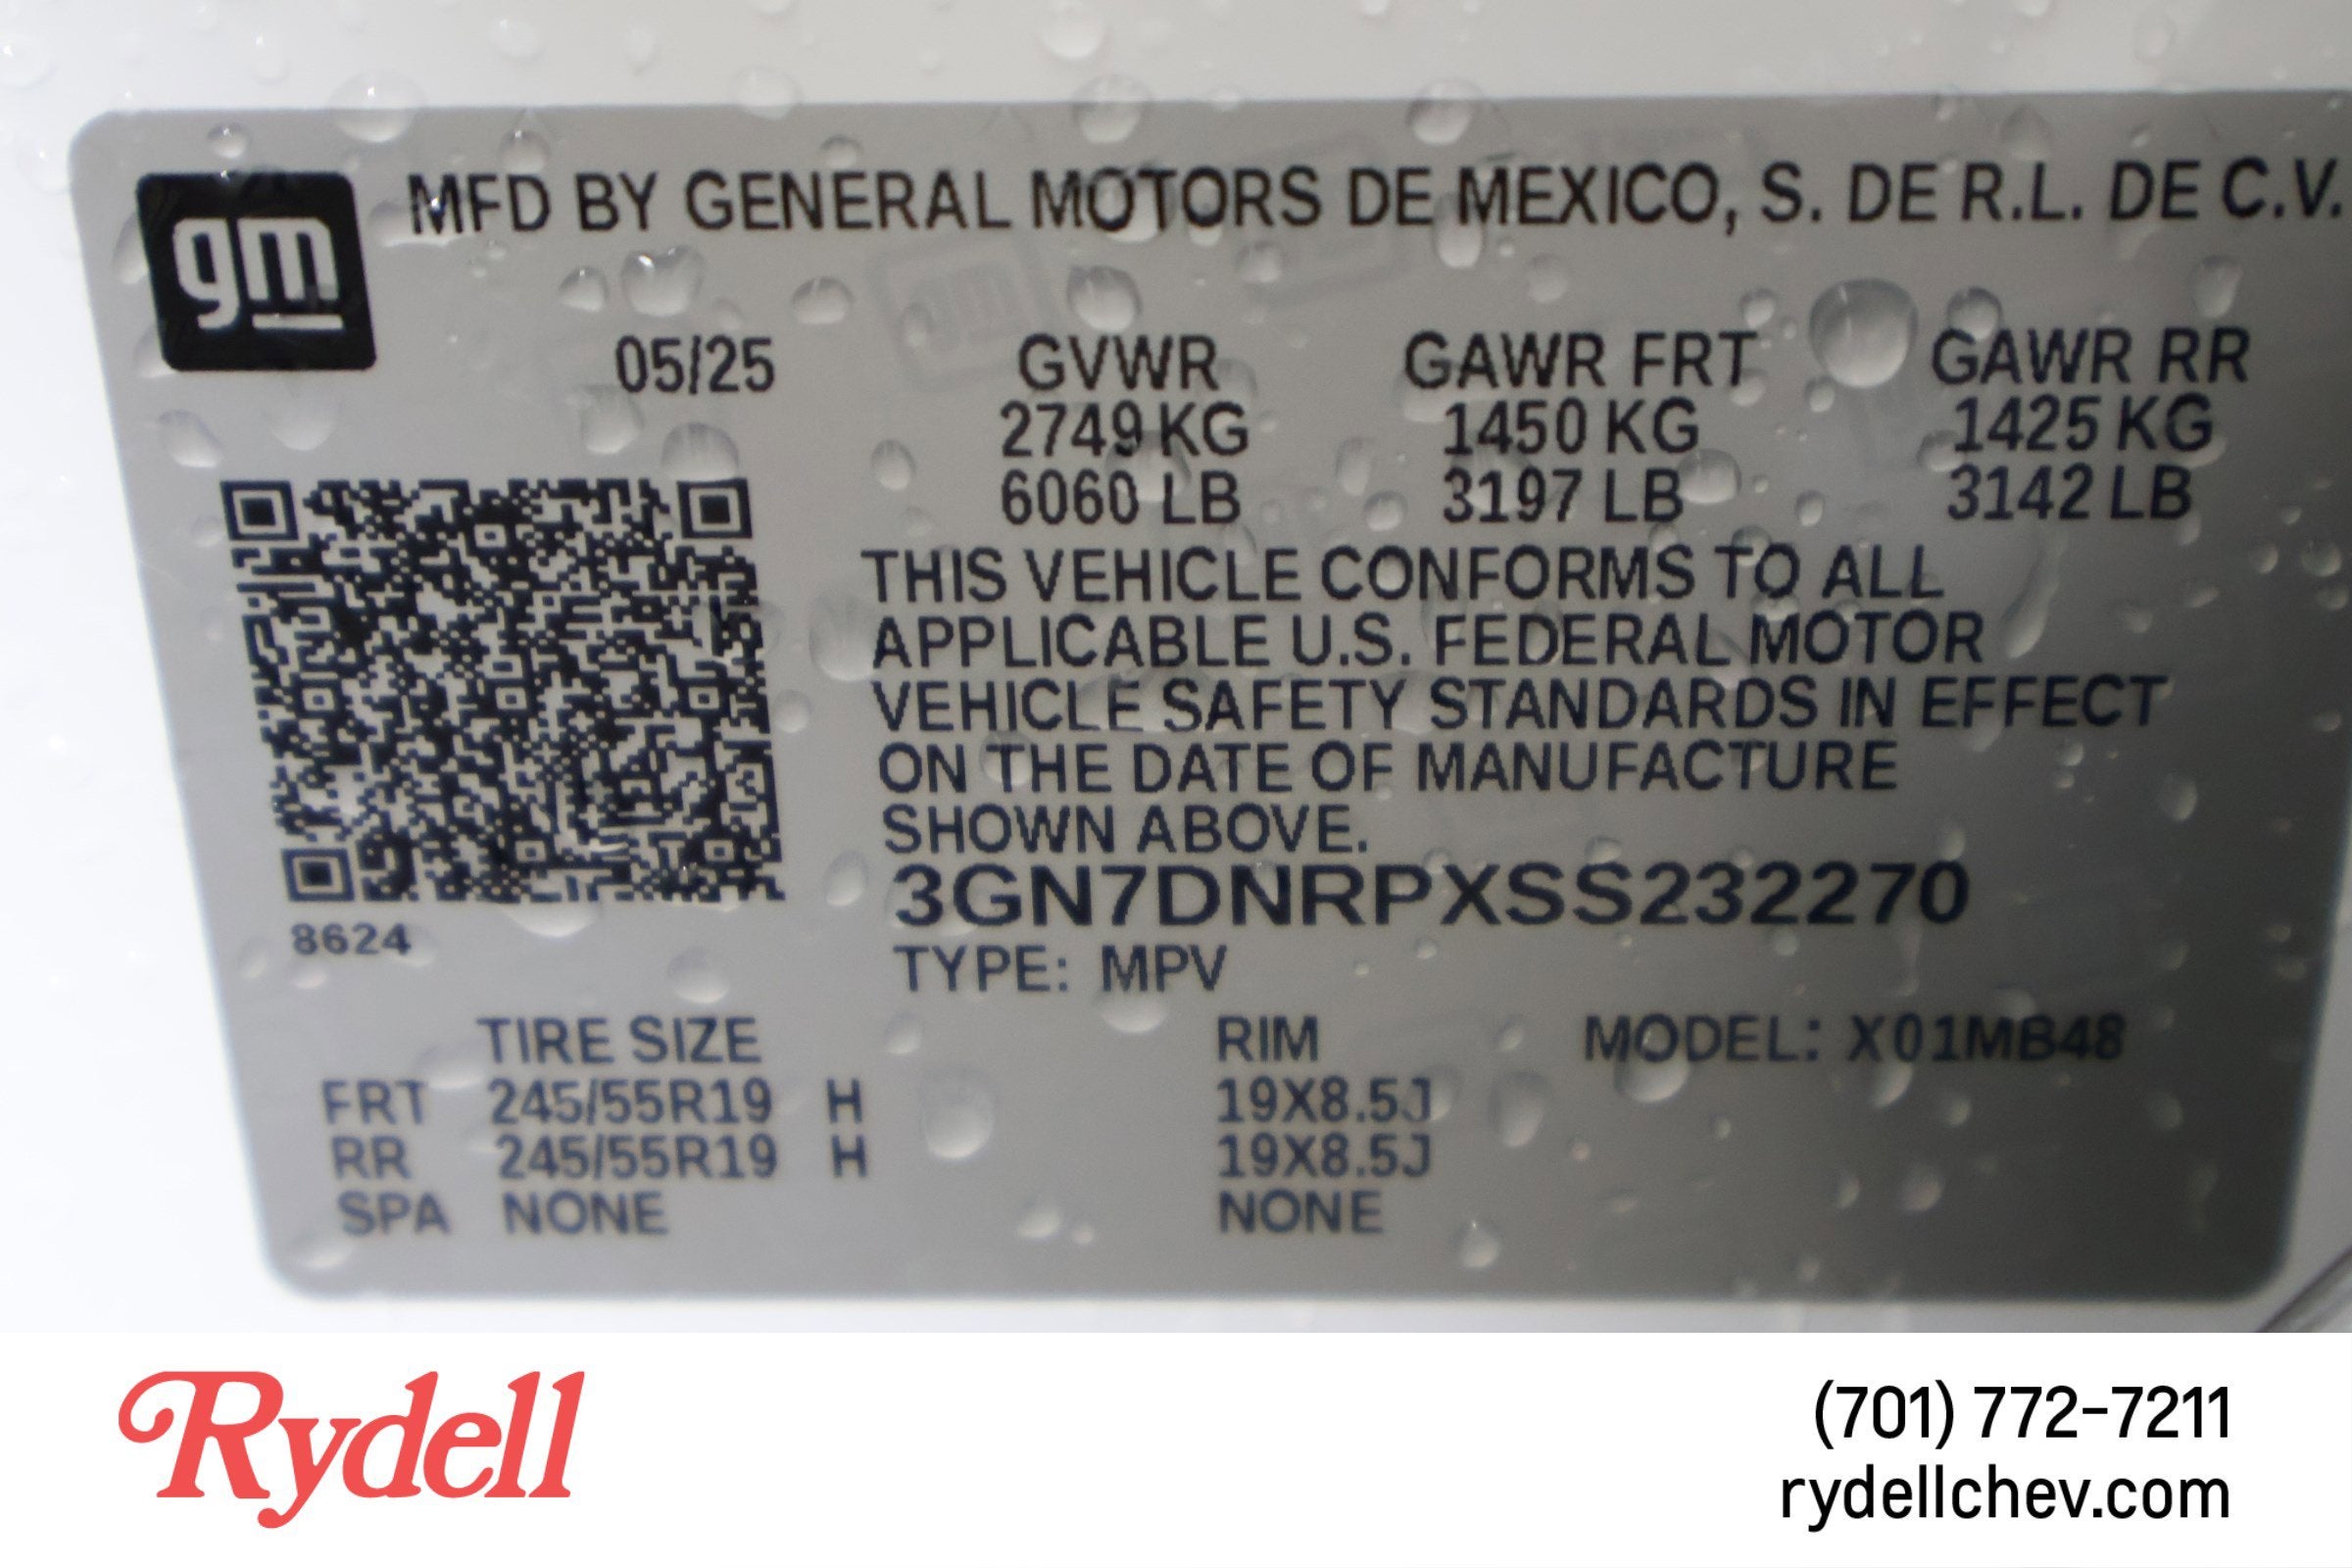 gm MFD BY GENERAL MOTORS DE MEXICO, S. DE R.L. DE C.V.
05/25 GVWR GAWR FRT GAWR RR
2749 KG 1450 KG 1425 KG
6060 LB 3197 LB 3142 LB
THIS VEHICLE CONFORMS TO ALL
APPLICABLE U.S. FEDERAL MOTOR
VEHICLE SAFETY STANDARDS IN EFFECT
ON THE DATE OF MANUFACTURE
SHOWN ABOVE.
3GN7DNRPXSS232270
8624
TYPE: MPV
TIRE SIZE RIM MODEL: X01MB48
FRT 245/55R19 H 19X8.5J
RR 245/55R19 H 19X8.5J
SPA NONE NONE
Rydell
(701) 772-7211
rydellchev.com